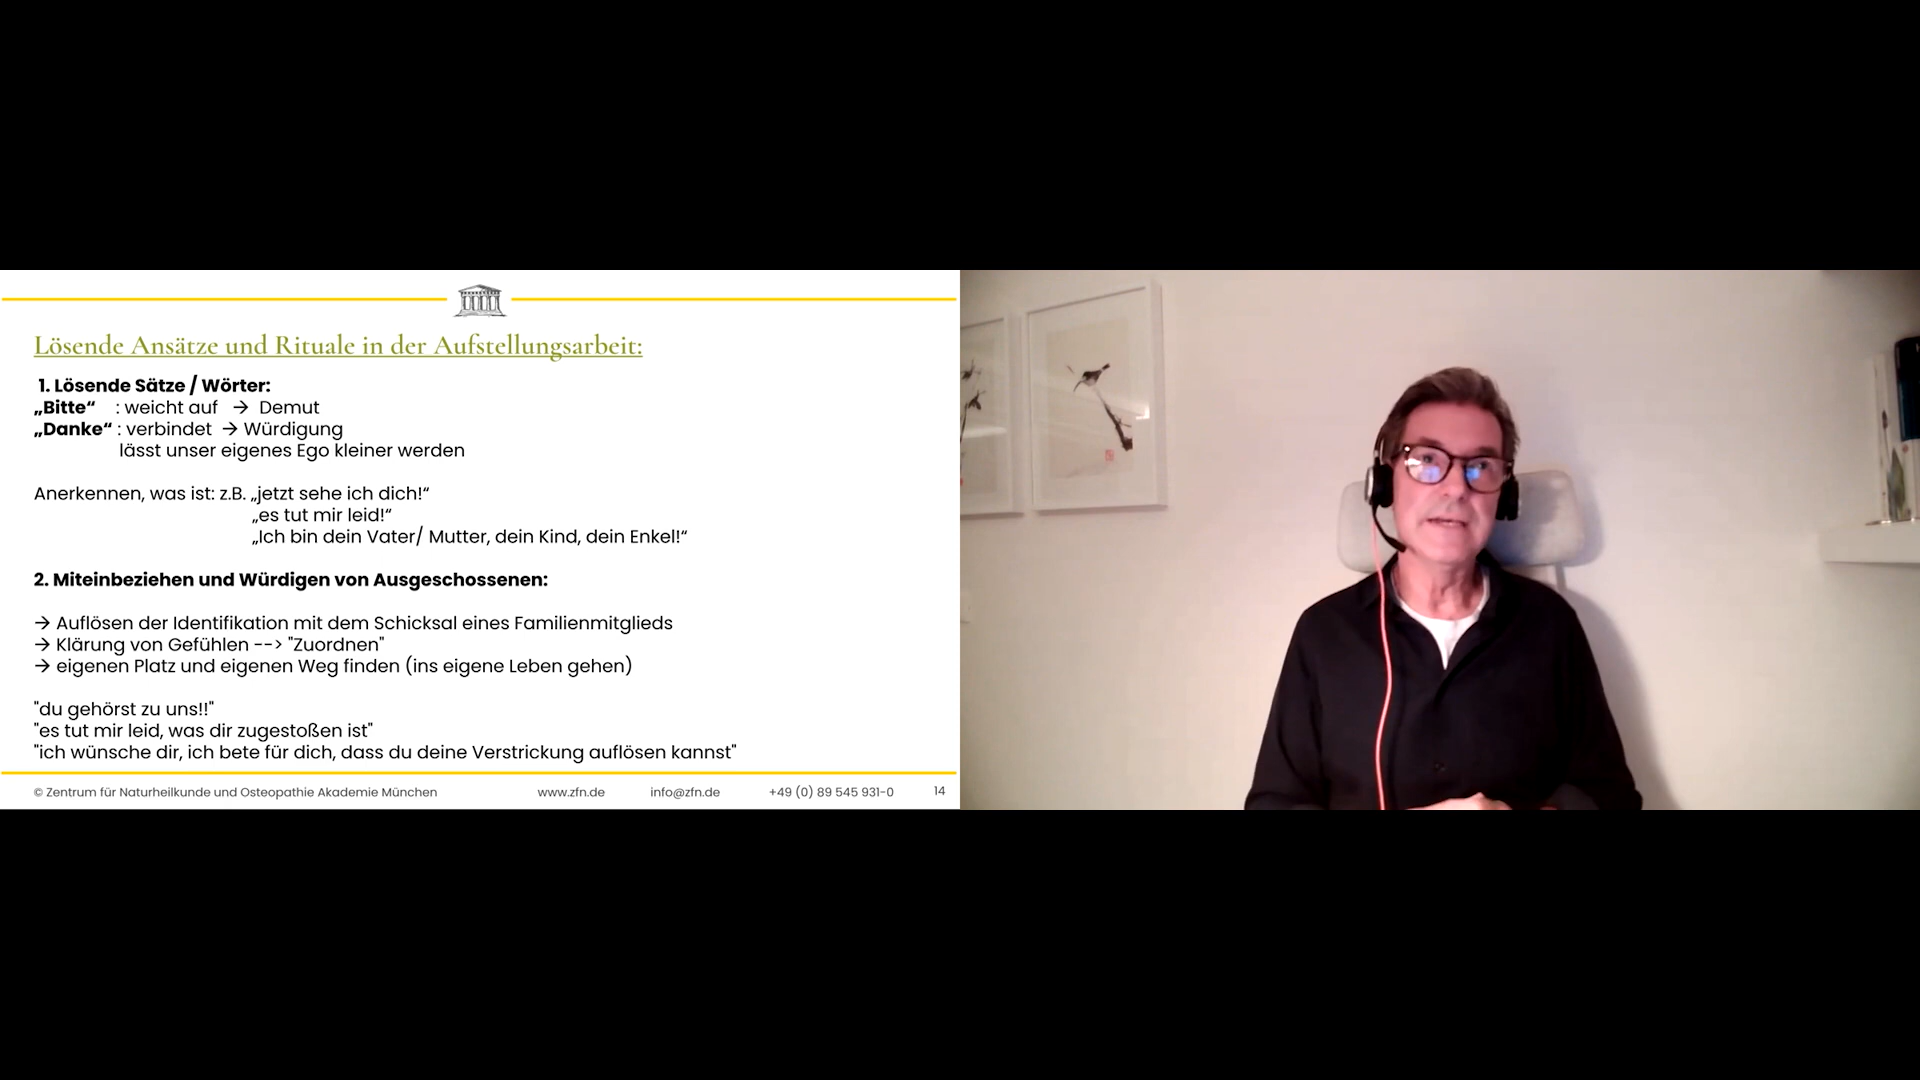 Lösende Ansätze und Rituale in der Aufstellungsarbeit:
1. Lösende Sätze / Wörter:
„Bitte“ : weicht auf → Demut
„Danke“ : verbindet → Würdigung
lässt unser eigenes Ego kleiner werden
Anerkennen, was ist: z.B. „jetzt sehe ich dich!“
„es tut mir leid!“
„Ich bin dein Vater/ Mutter, dein Kind, dein Enkel!“
2. Miteinbeziehen und Würdigen von Ausgeschossenen:
→ Auflösen der Identifikation mit dem Schicksal eines Familienmitglieds
→ Klärung von Gefühlen --> "Zuordnen"
→ eigenen Platz und eigenen Weg finden (ins eigene Leben gehen)
"du gehörst zu uns!!"
"es tut mir leid, was dir zugestoßen ist"
"ich wünsche dir, ich bete für dich, dass du deine Verstrickung auflösen kannst"
© Zentrum für Naturheilkunde und Osteopathie Akademie München www.zfn.de info@zfn.de +49 (0) 89 545 931-0 14